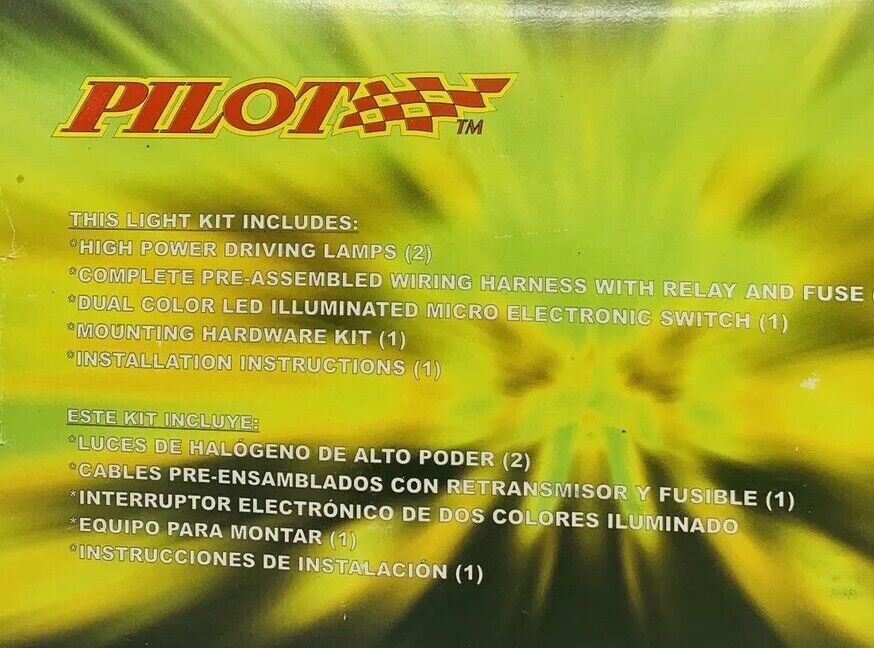 PILOT TM
THIS LIGHT KIT INCLUDES:
*HIGH POWER DRIVING LAMPS (2)
*COMPLETE PRE-ASSEMBLED WIRING HARNESS WITH RELAY AND FUSE (
*DUAL COLOR LED ILLUMINATED MICRO ELECTRONIC SWITCH (1)
*MOUNTING HARDWARE KIT (1)
*INSTALLATION INSTRUCTIONS (1)
ESTE KIT INCLUYE:
*LUCES DE HALÓGENO DE ALTO PODER (2)
*CABLES PRE-ENSAMBLADOS CON RETRANSMISOR Y FUSIBLE (1)
*INTERRUPTOR ELECTRÓNICO DE DOS COLORES ILUMINADO
*EQUIPO PARA MONTAR (1)
*INSTRUCCIONES DE INSTALACIÓN (1)